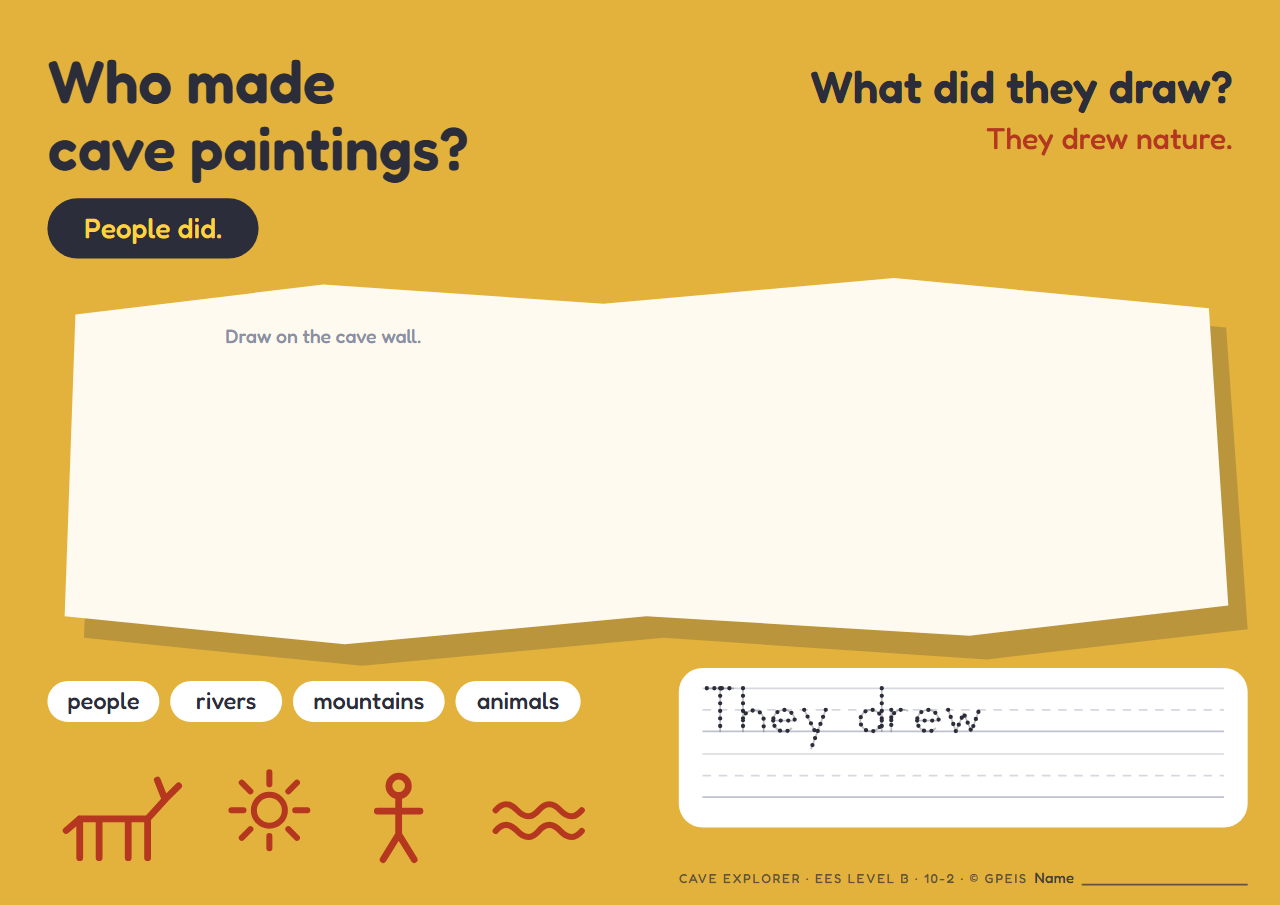 Who made
cave paintings?
People did.
What did they draw?
They drew nature.
Draw on the cave wall.
people
rivers
mountains
animals
They drew
CAVE EXPLORER · EES LEVEL B · 10-2 · © GPEIS Name